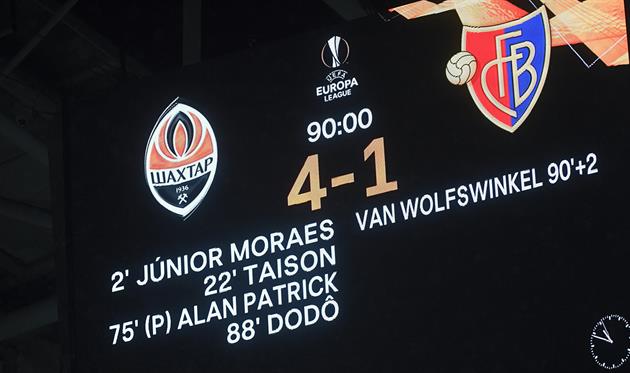 UEFA
EUROPA
LEAGUE
FCB
ШАХТАР
1936
90:00
4-1
2' JÚNIOR MORAES
22' TAISON
75' (P) ALAN PATRICK
88' DODÔ
VAN WOLFSWINKEL 90'+2